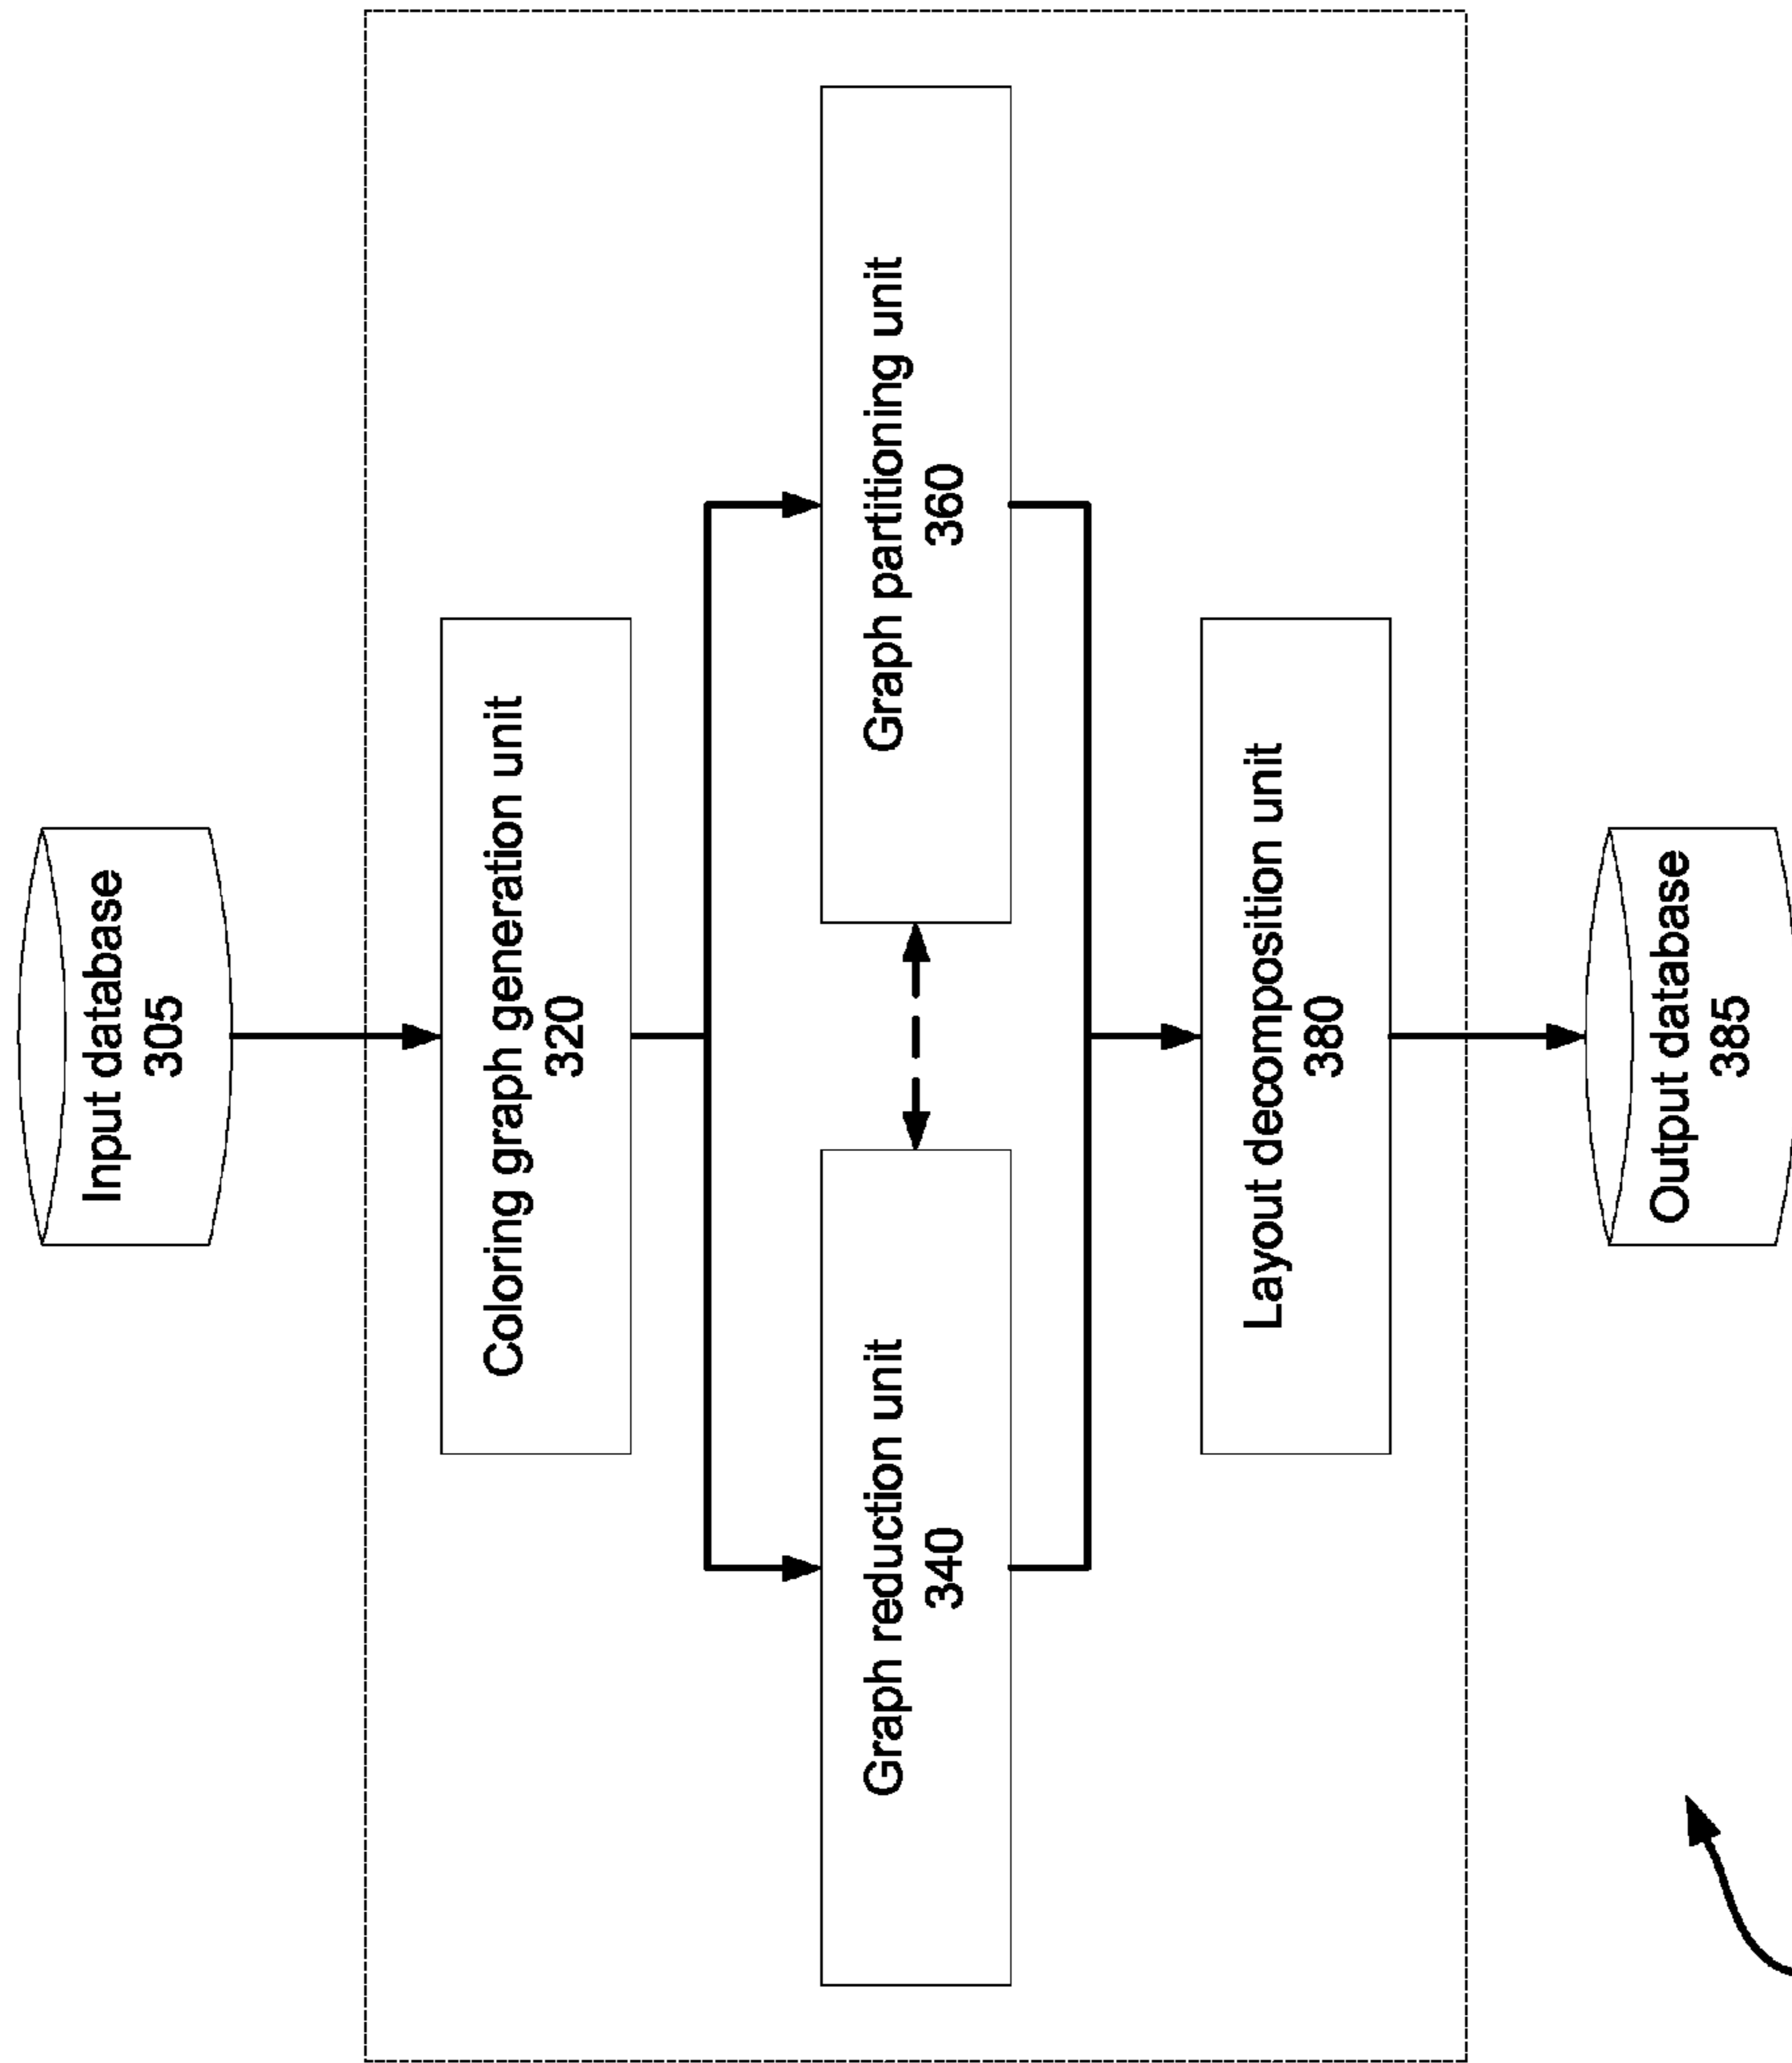 Input database
305
Coloring graph generation unit
320
Graph reduction unit
340
Graph partitioning unit
360
Layout decomposition unit
380
Output database
385